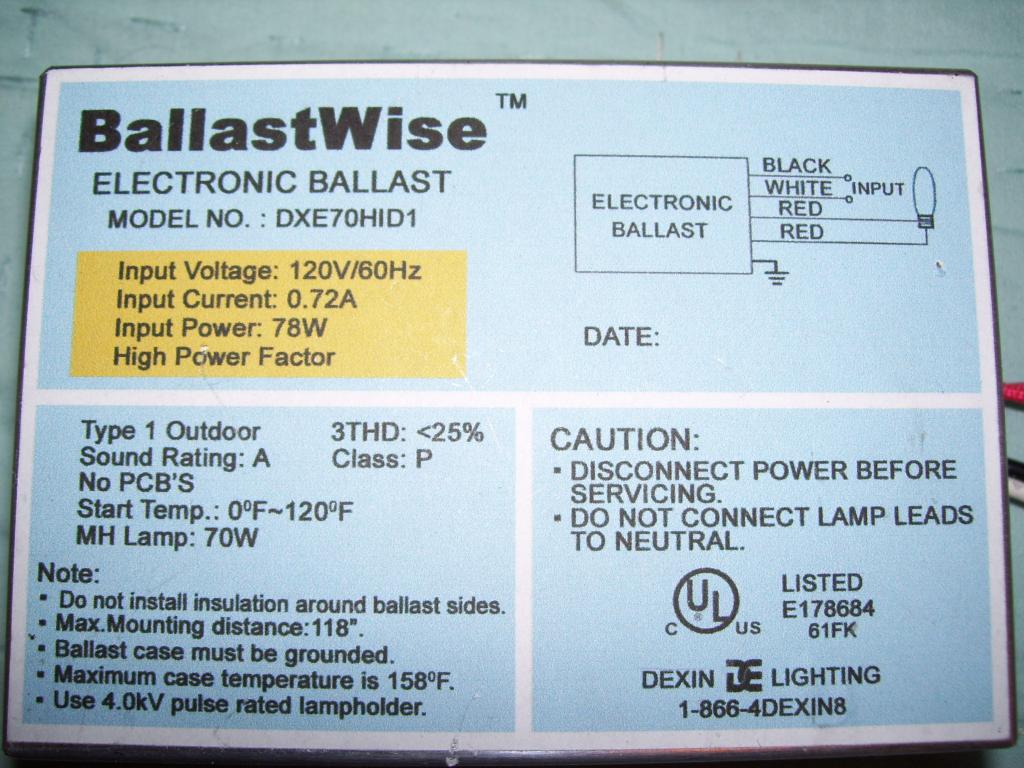 BallastWise™
ELECTRONIC BALLAST
MODEL NO. : DXE70HID1
Input Voltage: 120V/60Hz
Input Current: 0.72A
Input Power: 78W
High Power Factor
ELECTRONIC
BALLAST
BLACK
WHITE
INPUT
RED
RED
DATE:
Type 1 Outdoor 3THD: <25%
Sound Rating: A Class: P
No PCB'S
Start Temp.: 0⁰F~120⁰F
MH Lamp: 70W
Note:
▪ Do not install insulation around ballast sides.
▪ Max.Mounting distance:118".
▪ Ballast case must be grounded.
▪ Maximum case temperature is 158⁰F.
▪ Use 4.0kV pulse rated lampholder.
CAUTION:
▪ DISCONNECT POWER BEFORE
SERVICING.
▪ DO NOT CONNECT LAMP LEADS
TO NEUTRAL.
C UL ® US
LISTED
E178684
61FK
DEXIN DE LIGHTING
1-866-4DEXIN8